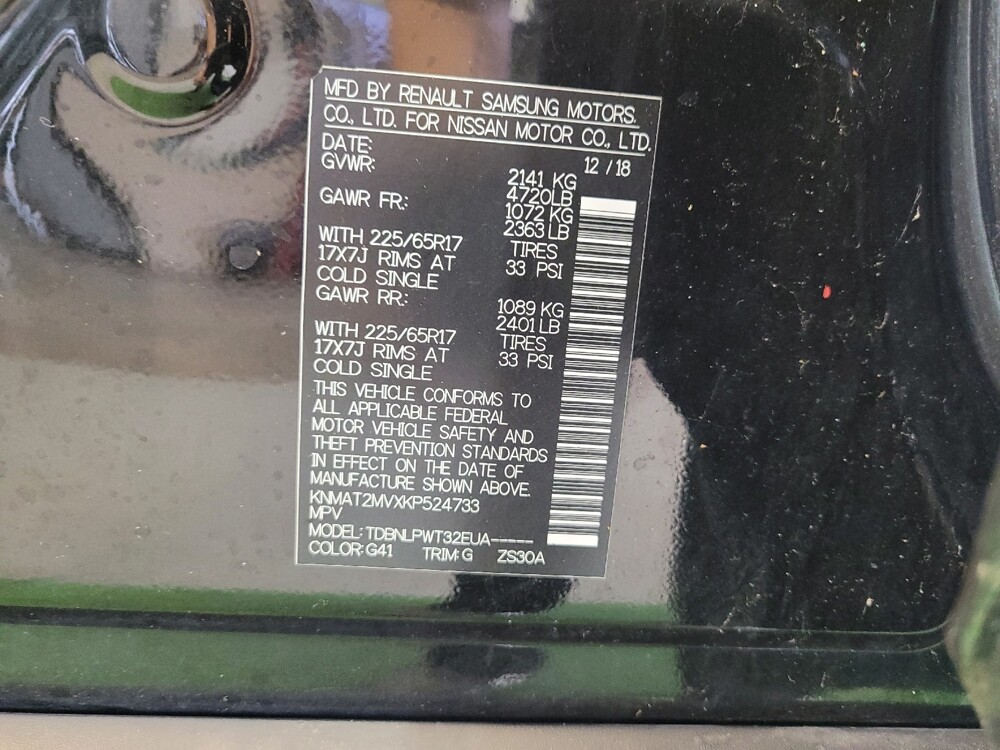 MFD BY RENAULT SAMSUNG MOTORS.
CO., LTD. FOR NISSAN MOTOR CO., LTD.
DATE: 12 / 18
GVWR: 2141 KG
4720LB
GAWR FR.: 1072 KG
2363 LB
WITH 225/65R17 TIRES
17X7J RIMS AT 33 PSI
COLD SINGLE
GAWR RR.: 1089 KG
2401 LB
WITH 225/65R17 TIRES
17X7J RIMS AT 33 PSI
COLD SINGLE
THIS VEHICLE CONFORMS TO
ALL APPLICABLE FEDERAL
MOTOR VEHICLE SAFETY AND
THEFT PREVENTION STANDARDS
IN EFFECT ON THE DATE OF
MANUFACTURE SHOWN ABOVE.
KNMAT2MVXKP524733
MPV
MODEL: TDBNLPWT32EUA-----
COLOR: G41 TRIM: G ZS30A